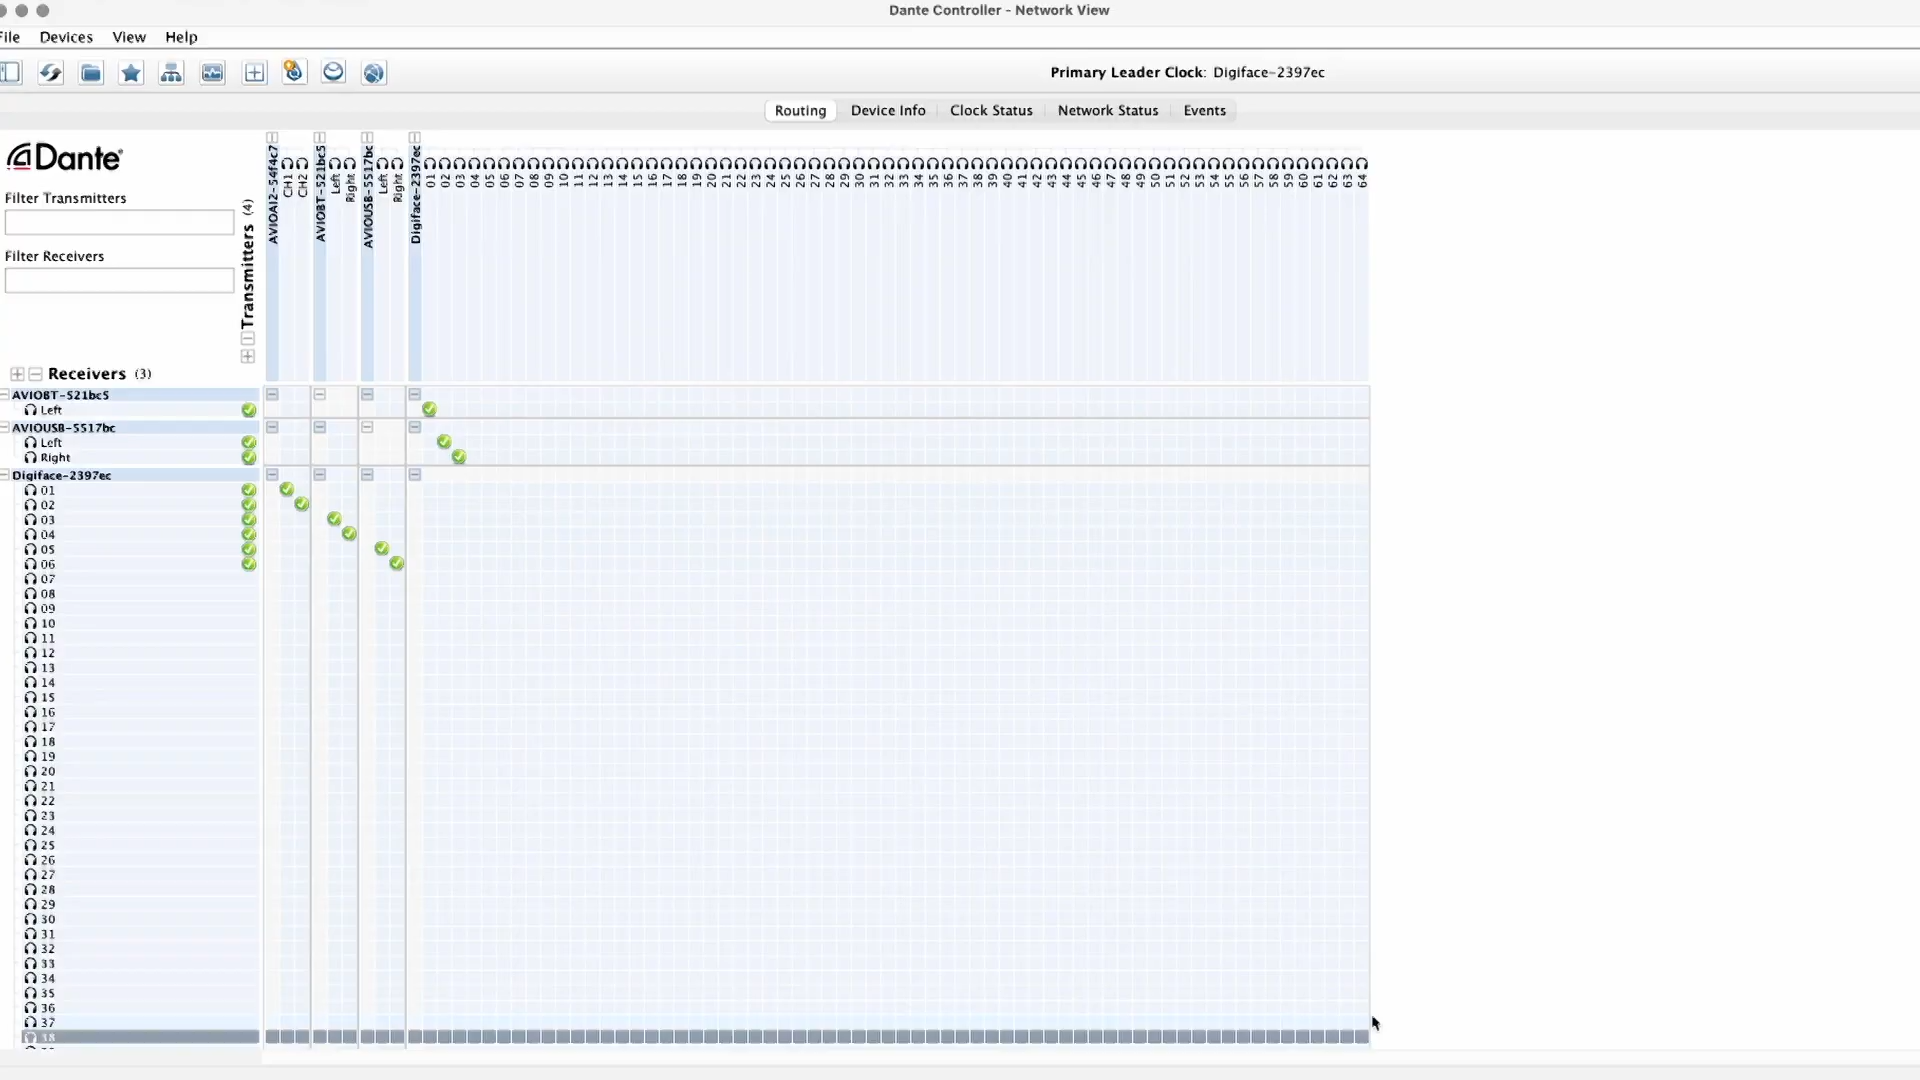 Dante Controller - Network View
File Devices View Help
Primary Leader Clock: Digiface-2397ec
Routing Device Info Clock Status Network Status Events
Dante
Filter Transmitters
Filter Receivers
Transmitters (4)
AVIOAI2-54f4c7
CH1
CH2
AVIOBT-521bc5
Left
Right
AVIOUSB-5517bc
Left
Right
Digiface-2397ec
01 02 03 04 05 06 07 08 09 10 11 12 13 14 15 16 17 18 19 20 21 22 23 24 25 26 27 28 29 30 31 32 33 34 35 36 37 38 39 40 41 42 43 44 45 46 47 48 49 50 51 52 53 54 55 56 57 58 59 60 61 62 63 64
Receivers (3)
AVIOBT-521bc5
Left
AVIOUSB-5517bc
Left
Right
Digiface-2397ec
01
02
03
04
05
06
07
08
09
10
11
12
13
14
15
16
17
18
19
20
21
22
23
24
25
26
27
28
29
30
31
32
33
34
35
36
37
38